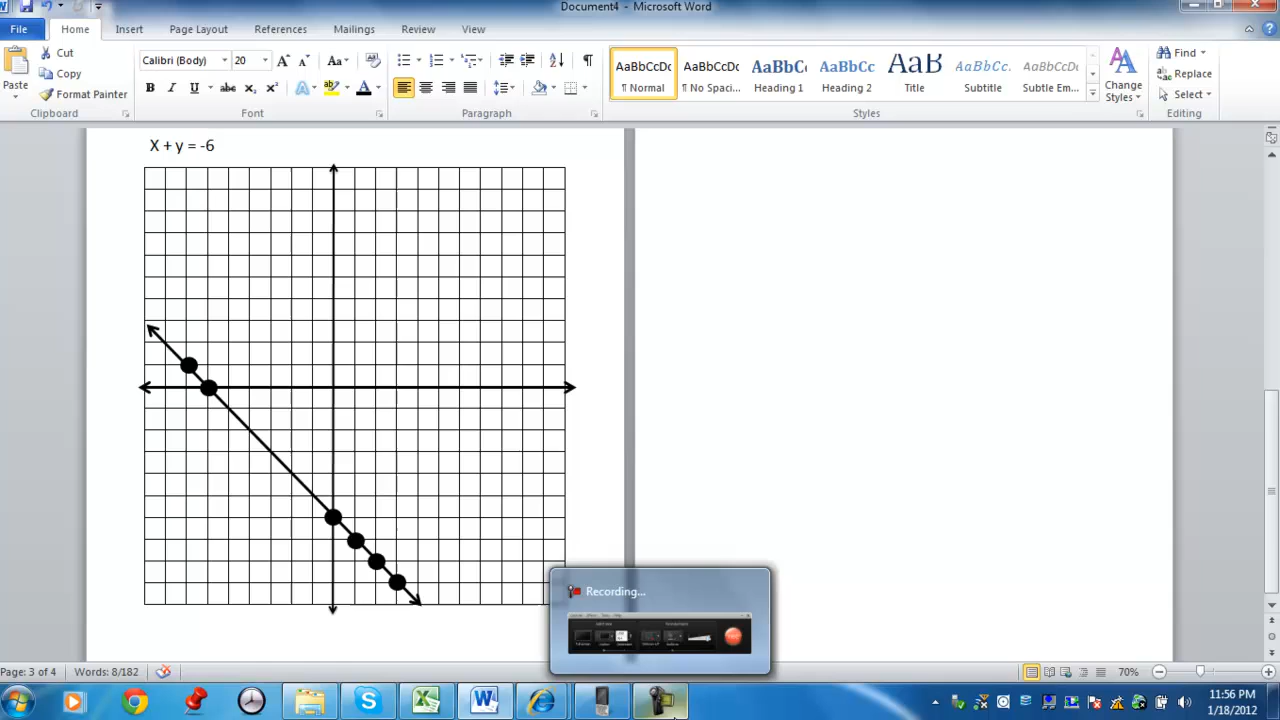 Document4 - Microsoft Word
File Home Insert Page Layout References Mailings Review View
Cut
Copy
Format Painter
Paste
Clipboard
Calibri (Body) 20
Font
Paragraph
AaBbCcDc AaBbCcDc AaBbC AaBbCc AaB AaBbCc. AaBbCcDc
¶ Normal ¶ No Spaci... Heading 1 Heading 2 Title Subtitle Subtle Em...
Styles
Change Styles
Find
Replace
Select
Editing
X + y = -6
Recording...
Page: 3 of 4 Words: 8/182 70%
11:56 PM
1/18/2012